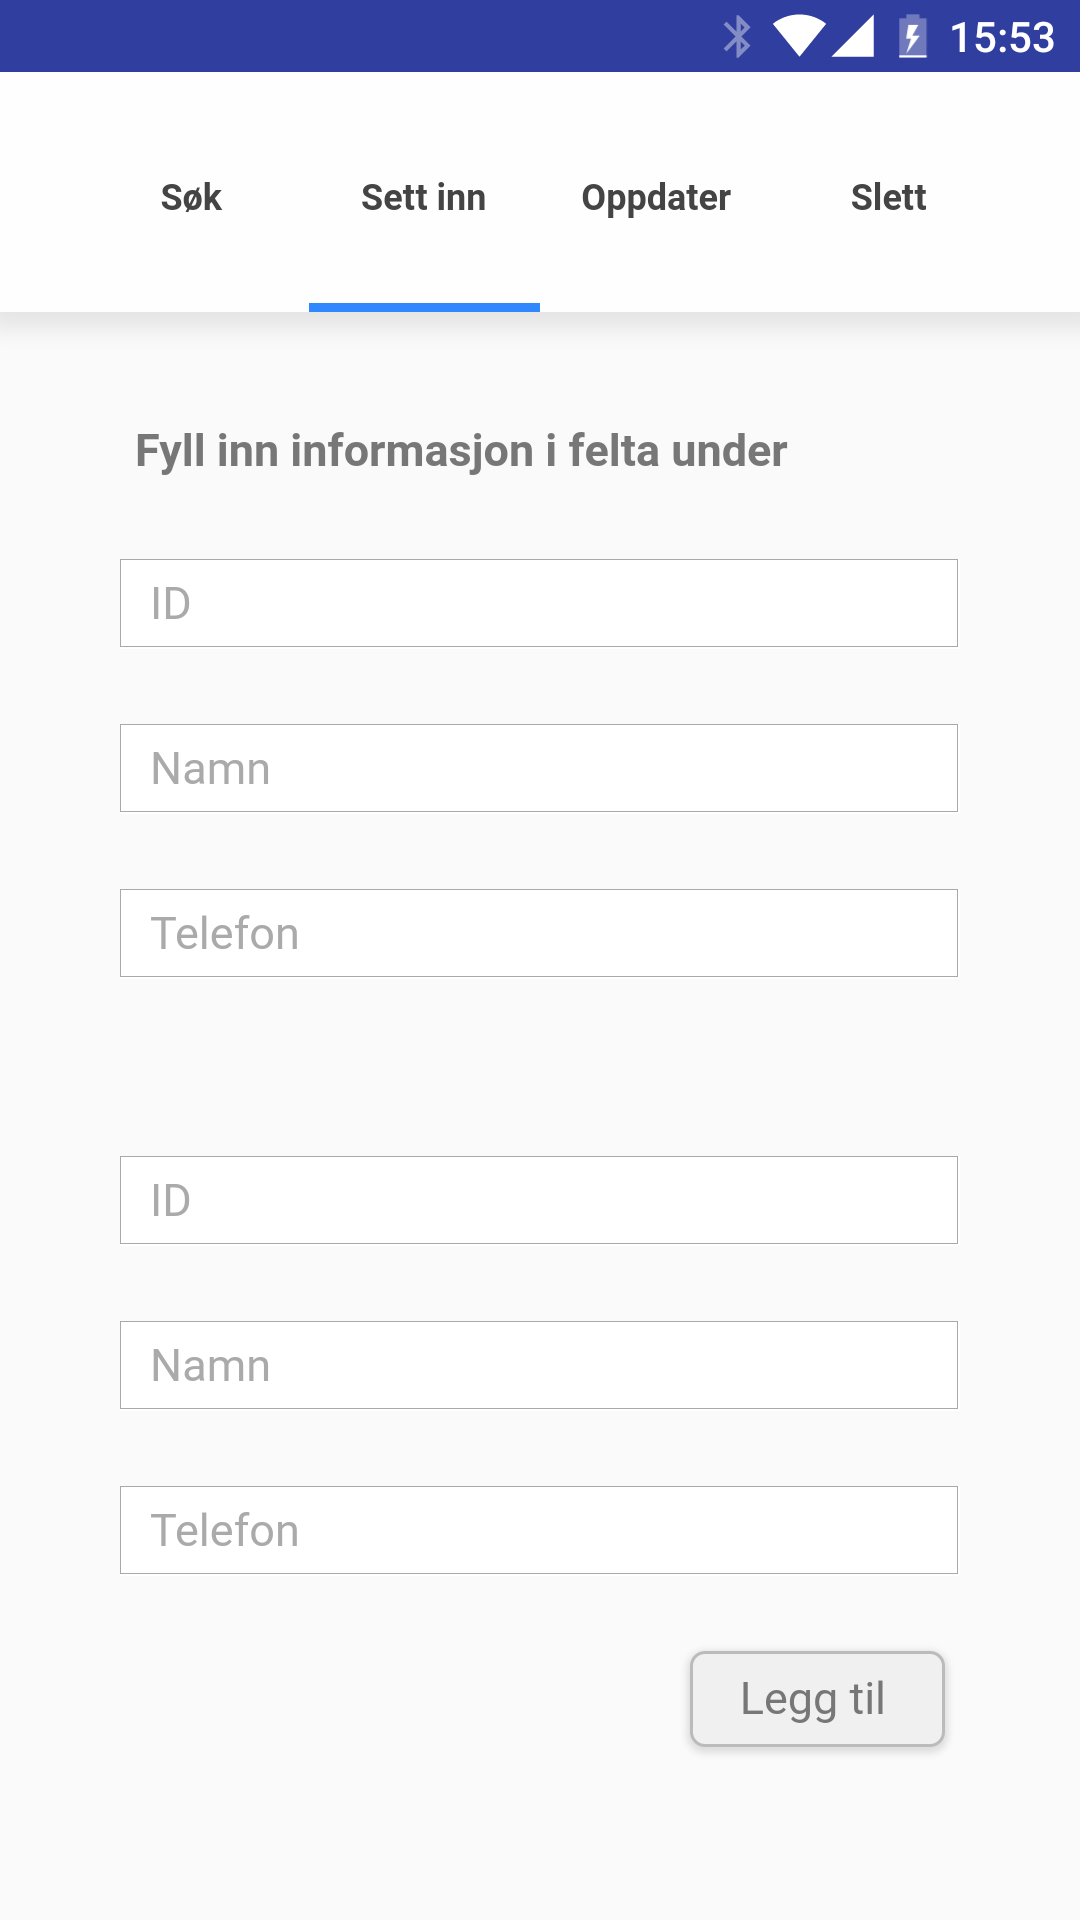 15:53
Søk Sett inn Oppdater Slett
Fyll inn informasjon i felta under
ID
Namn
Telefon
ID
Namn
Telefon
Legg til